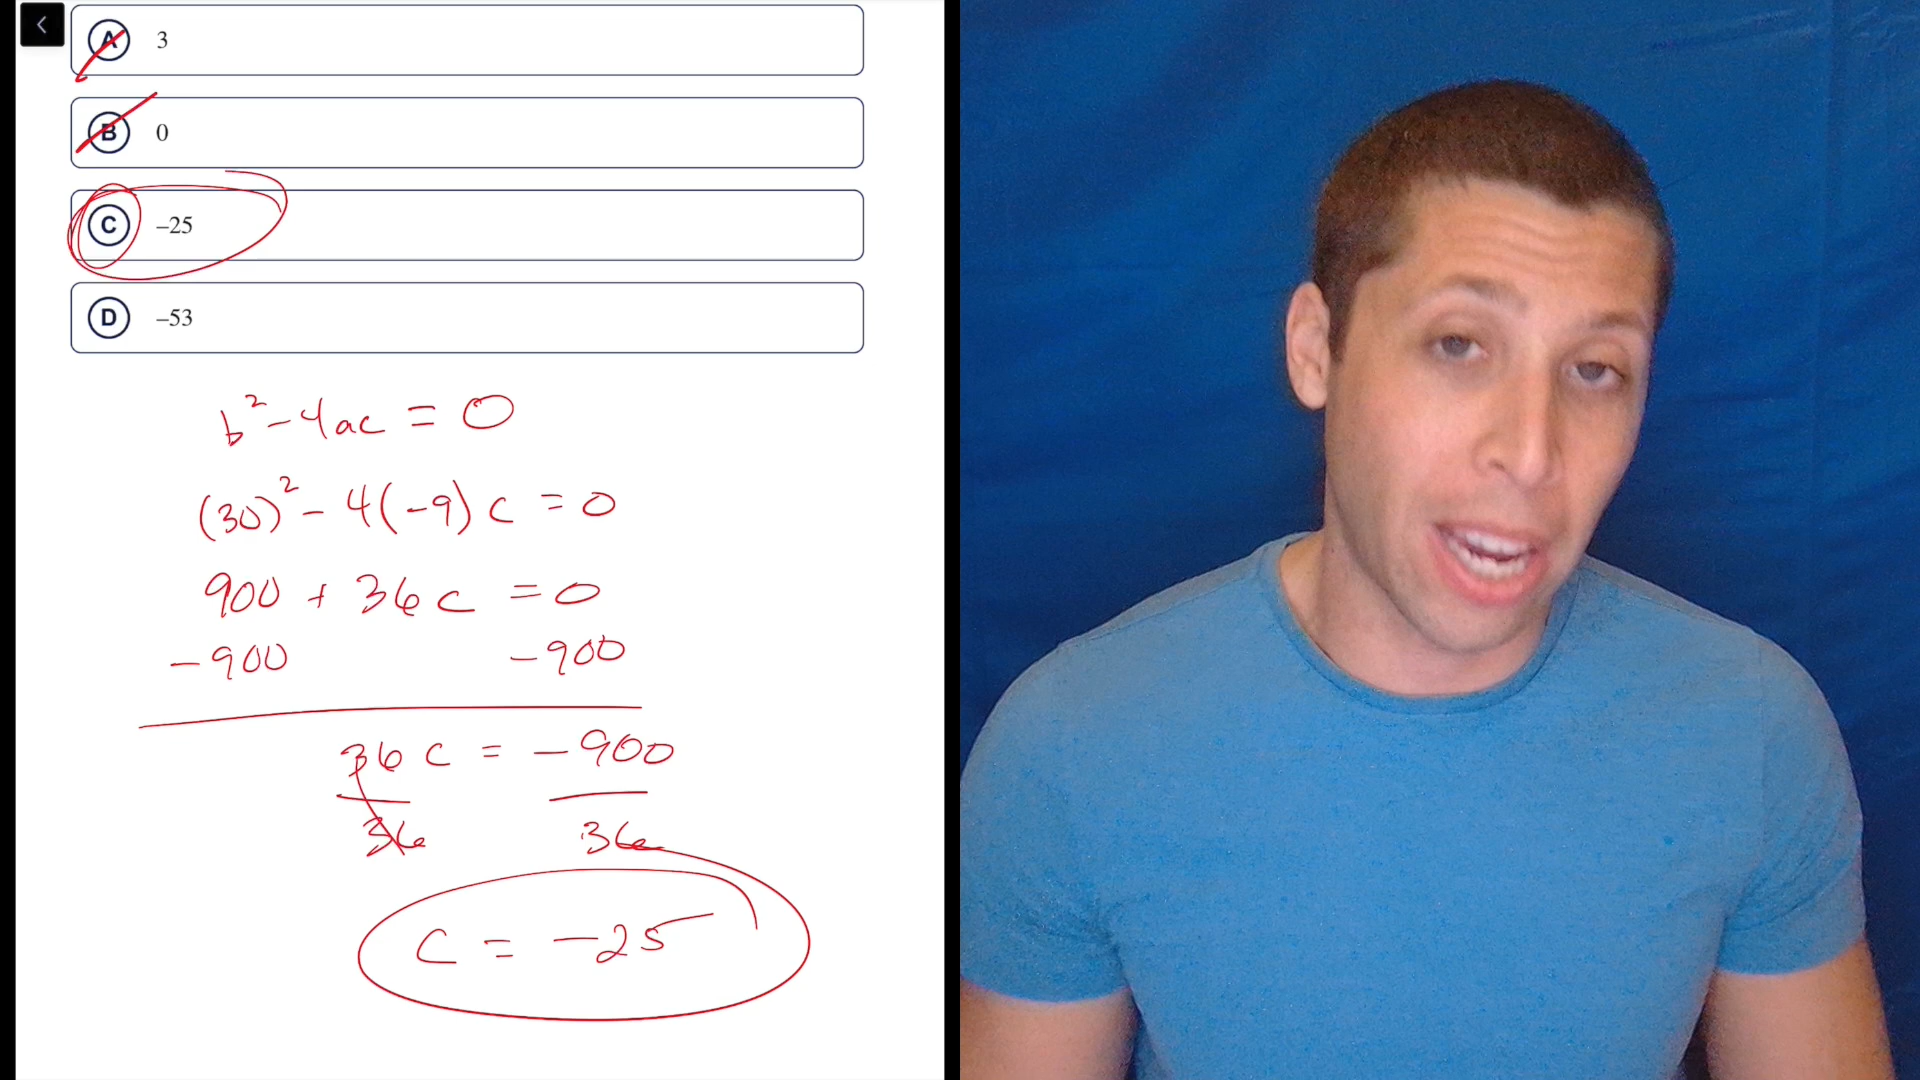 A 3
B 0
C –25
D –53
b² - 4ac = 0
(30)² - 4(-9)c = 0
900 + 36c = 0
-900 -900
36c = -900
36 36
c = -25